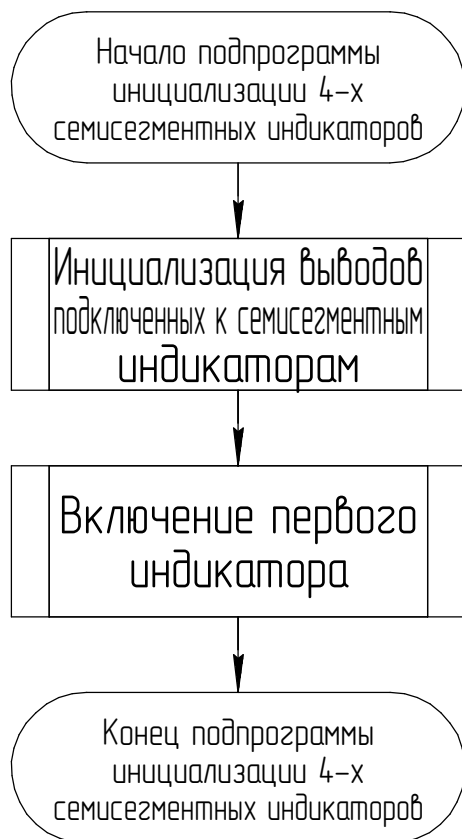 Начало подпрограммы
инициализации 4-х
семисегментных индикаторов
Инициализация выводов
подключенных к семисегментным
индикаторам
Включение первого
индикатора
Конец подпрограммы
инициализации 4-х
семисегментных индикаторов